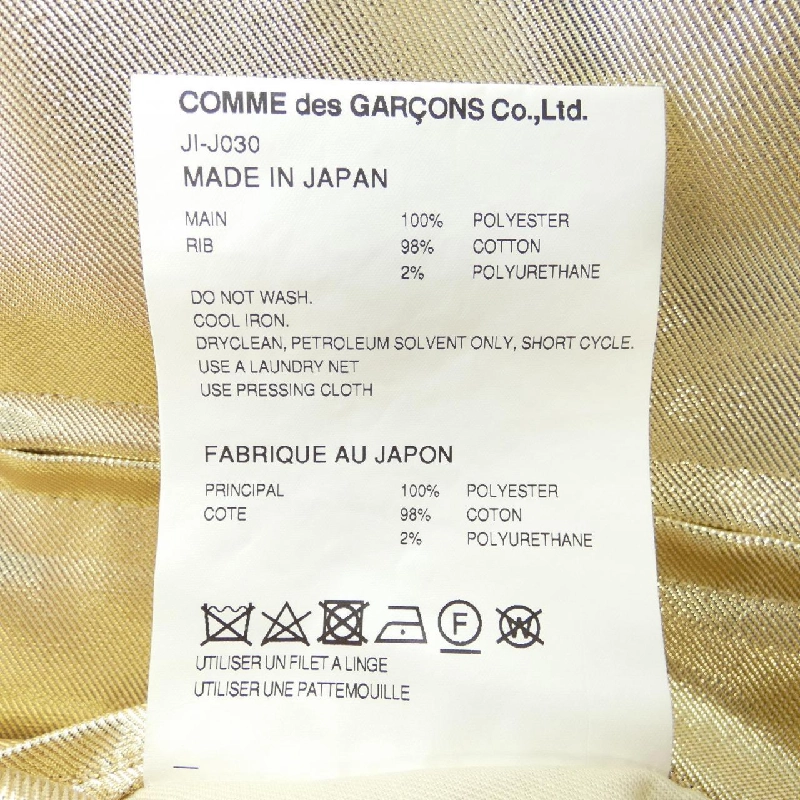 COMME des GARÇONS Co.,Ltd.
JI-J030
MADE IN JAPAN
MAIN 100% POLYESTER
RIB 98% COTTON
2% POLYURETHANE
DO NOT WASH.
COOL IRON.
DRYCLEAN, PETROLEUM SOLVENT ONLY, SHORT CYCLE.
USE A LAUNDRY NET
USE PRESSING CLOTH
FABRIQUE AU JAPON
PRINCIPAL 100% POLYESTER
COTE 98% COTON
2% POLYURETHANE
F W
UTILISER UN FILET A LINGE
UTILISER UNE PATTEMOUILLE